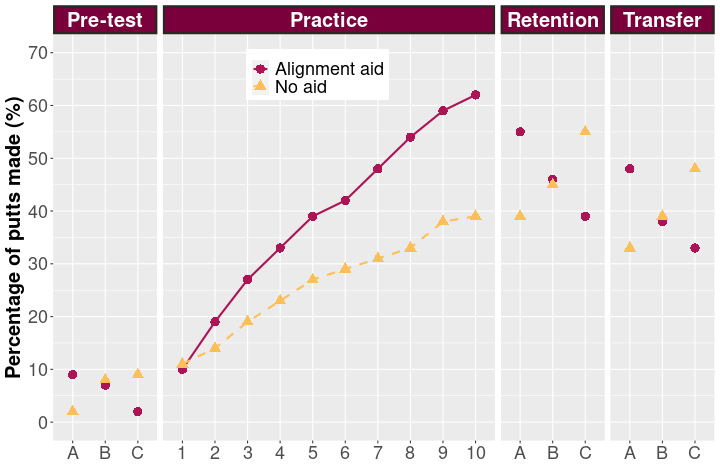 Pre-test Practice Retention Transfer
Alignment aid
No aid
Percentage of putts made (%)
70
60
50
40
30
20
10
0
A B C 1 2 3 4 5 6 7 8 9 10 A B C A B C